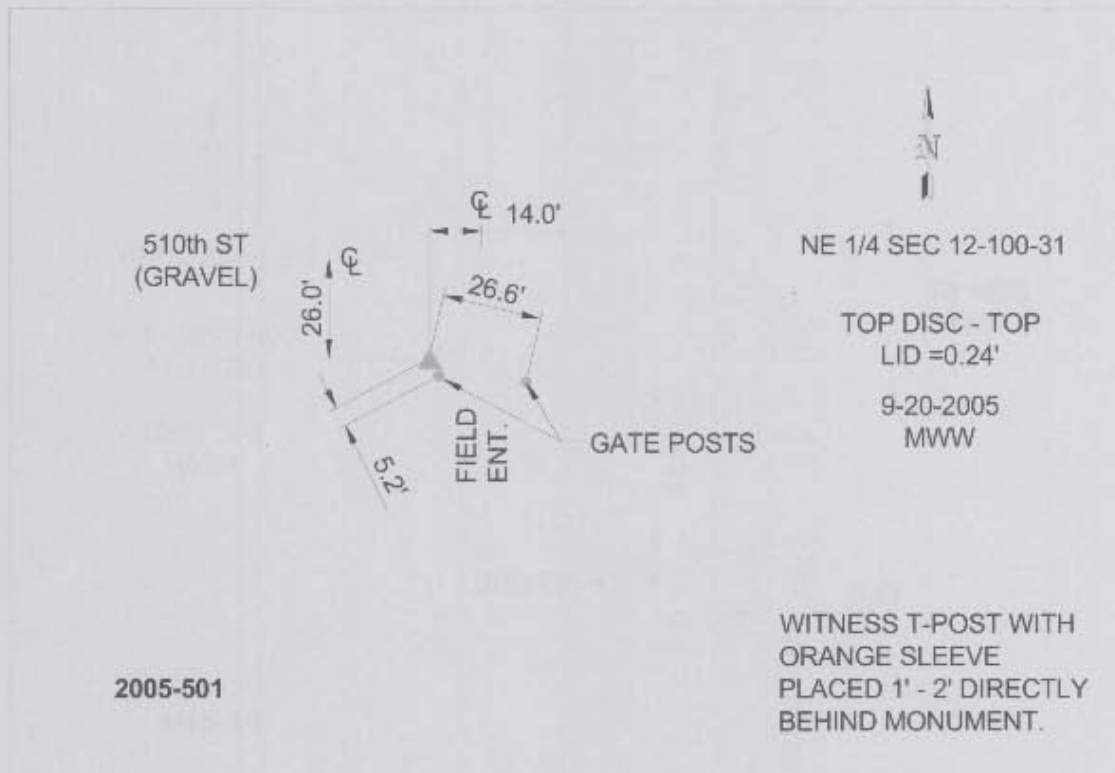 N
℄ 14.0'
510th ST
(GRAVEL)
℄
26.0'
26.6'
NE 1/4 SEC 12-100-31
TOP DISC - TOP
LID =0.24'
9-20-2005
MWW
5.2'
FIELD
ENT.
GATE POSTS
WITNESS T-POST WITH
ORANGE SLEEVE
PLACED 1' - 2' DIRECTLY
BEHIND MONUMENT.
2005-501